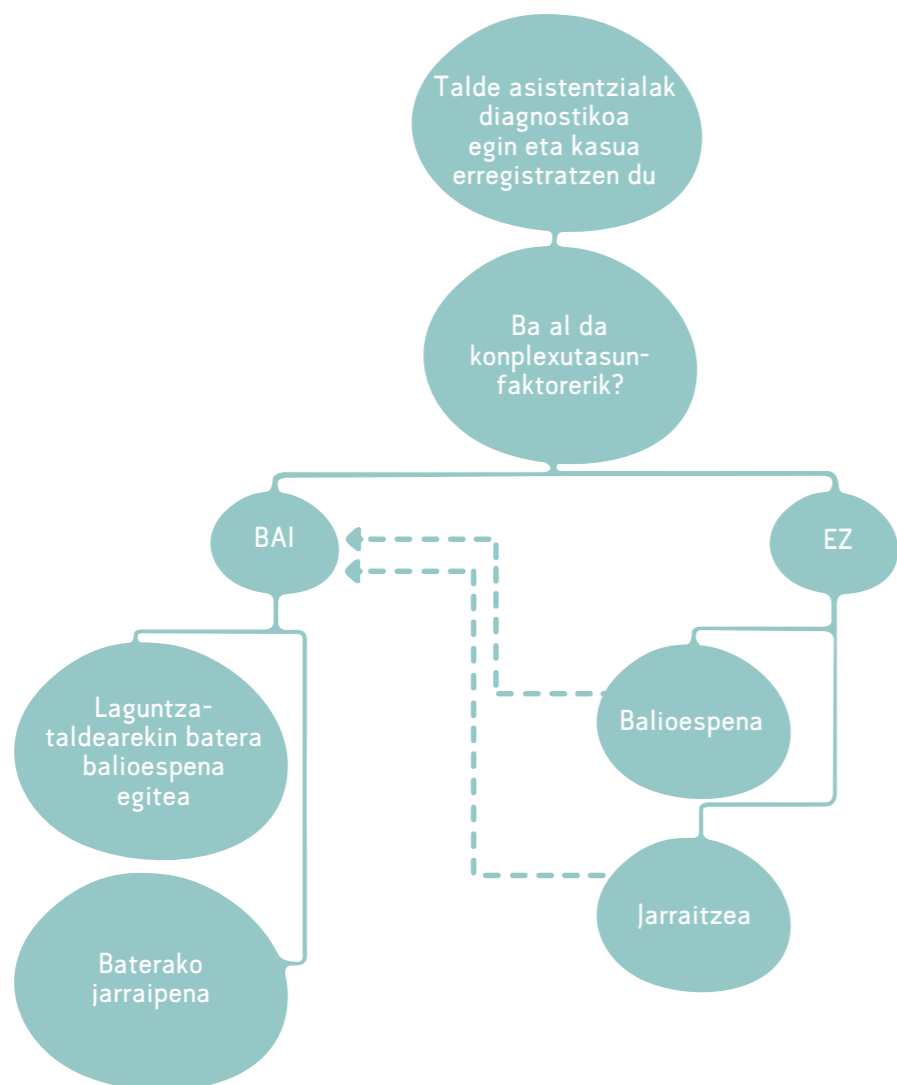 Talde asistentzialak
diagnostikoa
egin eta kasua
erregistratzen du
Ba al da
konplexutasun-
faktorerik?
BAI
EZ
Laguntza-
taldearekin batera
balioespena
egitea
Balioespena
Jarraitzea
Baterako
jarraipena